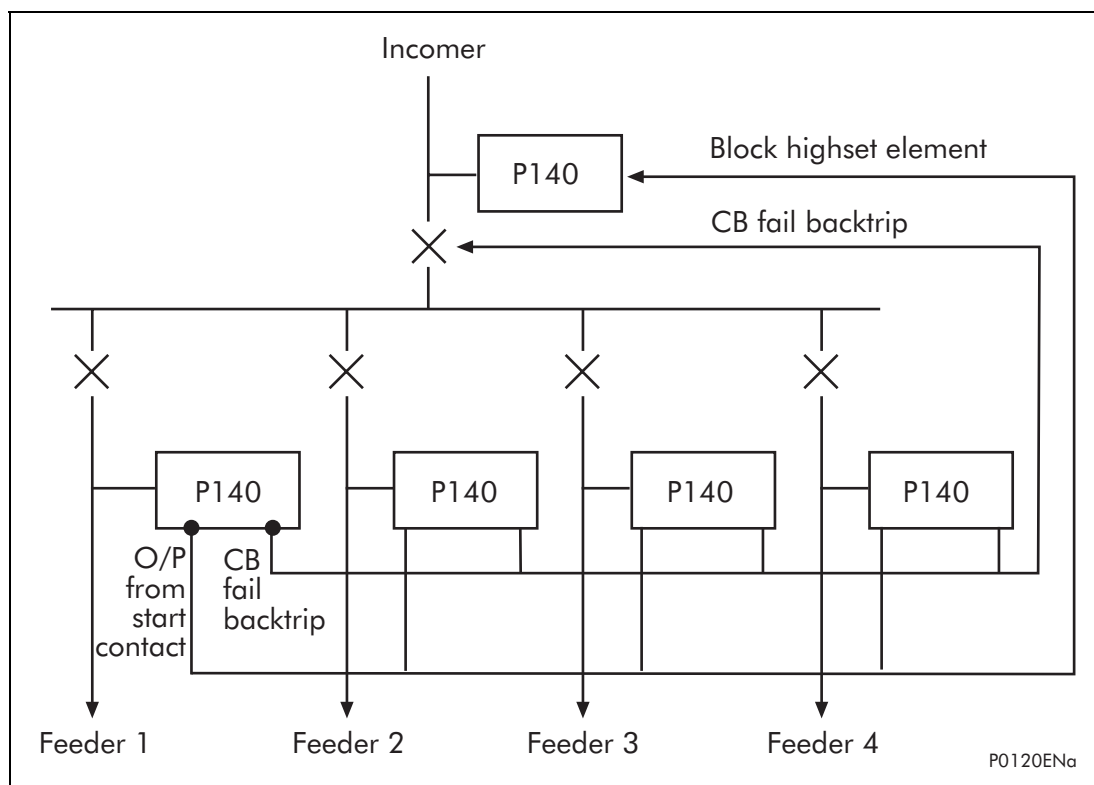 Incomer
Block highset element
P140
CB fail backtrip
P140
P140
P140
P140
O/P
from
start
contact
CB
fail
backtrip
Feeder 1
Feeder 2
Feeder 3
Feeder 4
P0120ENa